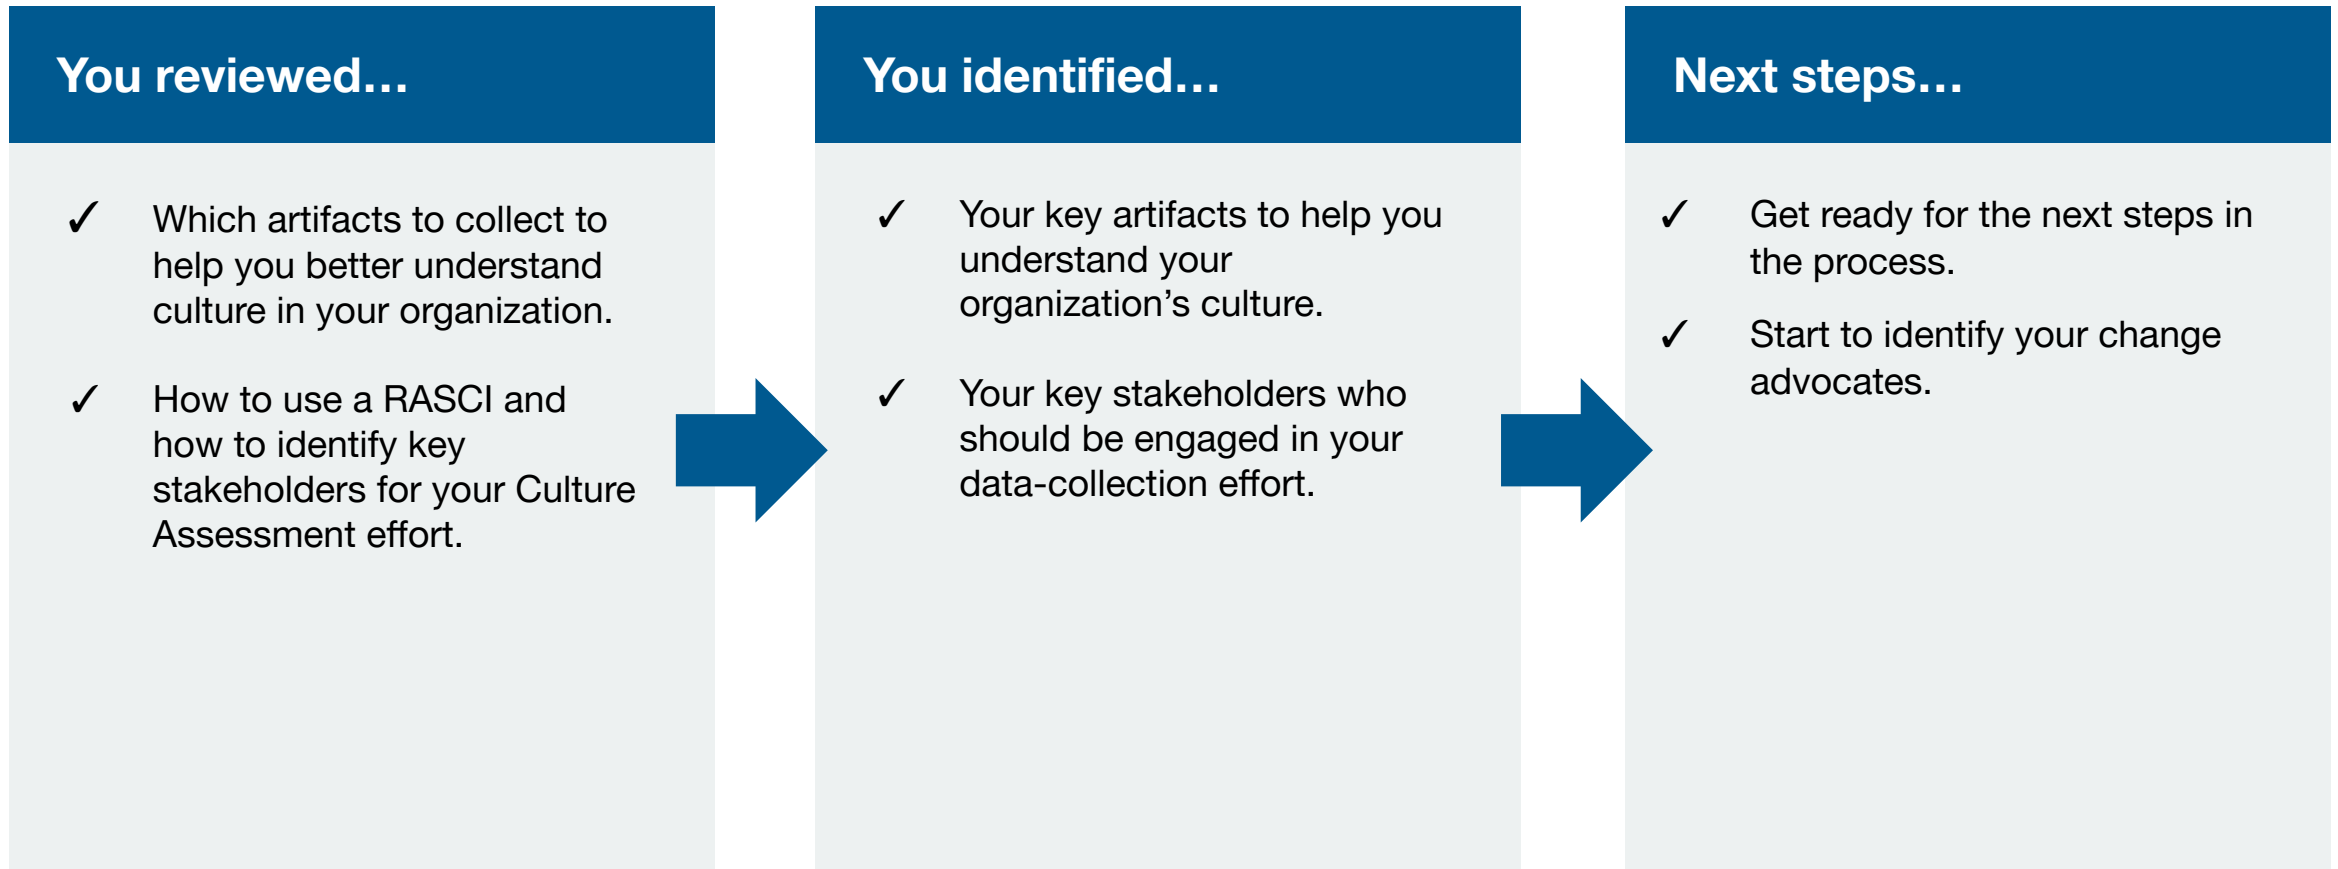 You reviewed…
✓ Which artifacts to collect to
help you better understand
culture in your organization.
✓ How to use a RASCI and
how to identify key
stakeholders for your Culture
Assessment effort.
You identified…
✓ Your key artifacts to help you
understand your
organization’s culture.
✓ Your key stakeholders who
should be engaged in your
data-collection effort.
Next steps…
✓ Get ready for the next steps in
the process.
✓ Start to identify your change
advocates.